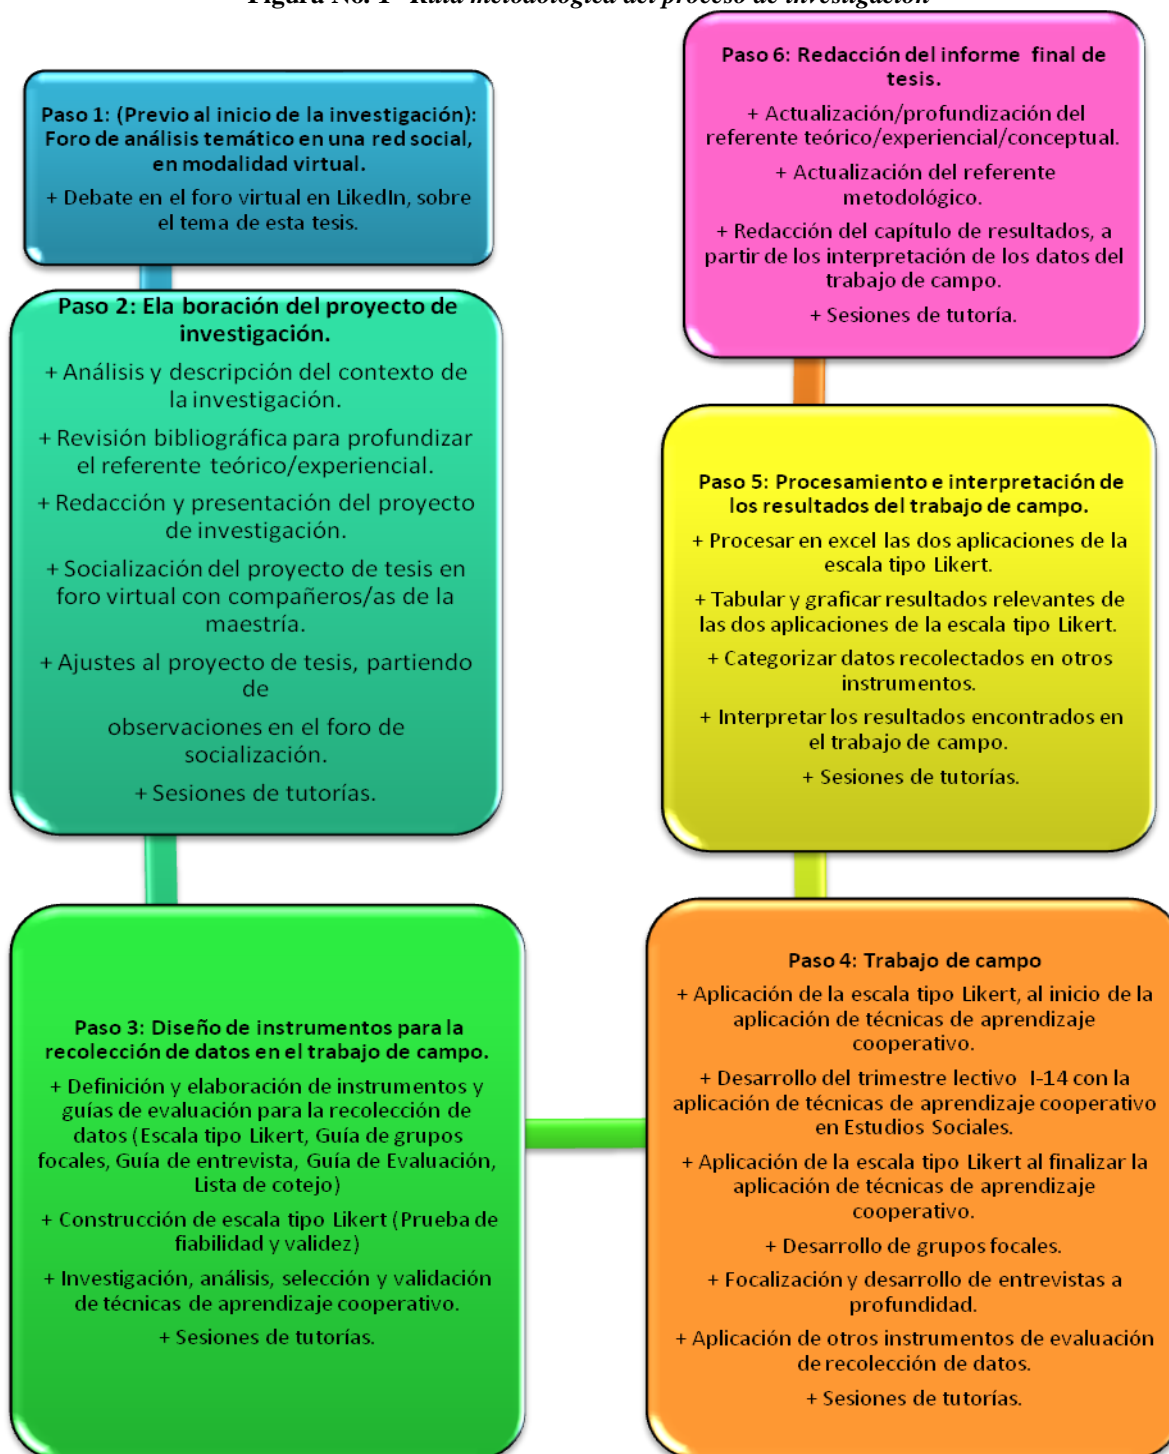 Figura No. 1 Ruta metodológica del proceso de investigación
Paso 1: (Previo al inicio de la investigación):
Foro de análisis temático en una red social,
en modalidad virtual.
+ Debate en el foro virtual en LikedIn, sobre
el tema de esta tesis.
Paso 2: Ela boración del proyecto de
investigación.
+ Análisis y descripción del contexto de
la investigación.
+ Revisión bibliográfica para profundizar
el referente teórico/experiencial.
+ Redacción y presentación del proyecto
de investigación.
+ Socialización del proyecto de tesis en
foro virtual con compañeros/as de la
maestría.
+ Ajustes al proyecto de tesis, partiendo
de
observaciones en el foro de
socialización.
+ Sesiones de tutorías.
Paso 3: Diseño de instrumentos para la
recolección de datos en el trabajo de campo.
+ Definición y elaboración de instrumentos y
guías de evaluación para la recolección de
datos (Escala tipo Likert, Guía de grupos
focales, Guía de entrevista, Guía de Evaluación,
Lista de cotejo)
+ Construcción de escala tipo Likert (Prueba de
fiabilidad y validez)
+ Investigación, análisis, selección y validación
de técnicas de aprendizaje cooperativo.
+ Sesiones de tutorías.
Paso 4: Trabajo de campo
+ Aplicación de la escala tipo Likert, al inicio de la
aplicación de técnicas de aprendizaje
cooperativo.
+ Desarrollo del trimestre lectivo I-14 con la
aplicación de técnicas de aprendizaje cooperativo
en Estudios Sociales.
+ Aplicación de la escala tipo Likert al finalizar la
aplicación de técnicas de aprendizaje
cooperativo.
+ Desarrollo de grupos focales.
+ Focalización y desarrollo de entrevistas a
profundidad.
+ Aplicación de otros instrumentos de evaluación
de recolección de datos.
+ Sesiones de tutorías.
Paso 5: Procesamiento e interpretación de
los resultados del trabajo de campo.
+ Procesar en excel las dos aplicaciones de la
escala tipo Likert.
+ Tabular y graficar resultados relevantes de
las dos aplicaciones de la escala tipo Likert.
+ Categorizar datos recolectados en otros
instrumentos.
+ Interpretar los resultados encontrados en
el trabajo de campo.
+ Sesiones de tutorías.
Paso 6: Redacción del informe final de
tesis.
+ Actualización/profundización del
referente teórico/experiencial/conceptual.
+ Actualización del referente
metodológico.
+ Redacción del capítulo de resultados, a
partir de los interpretación de los datos del
trabajo de campo.
+ Sesiones de tutoría.